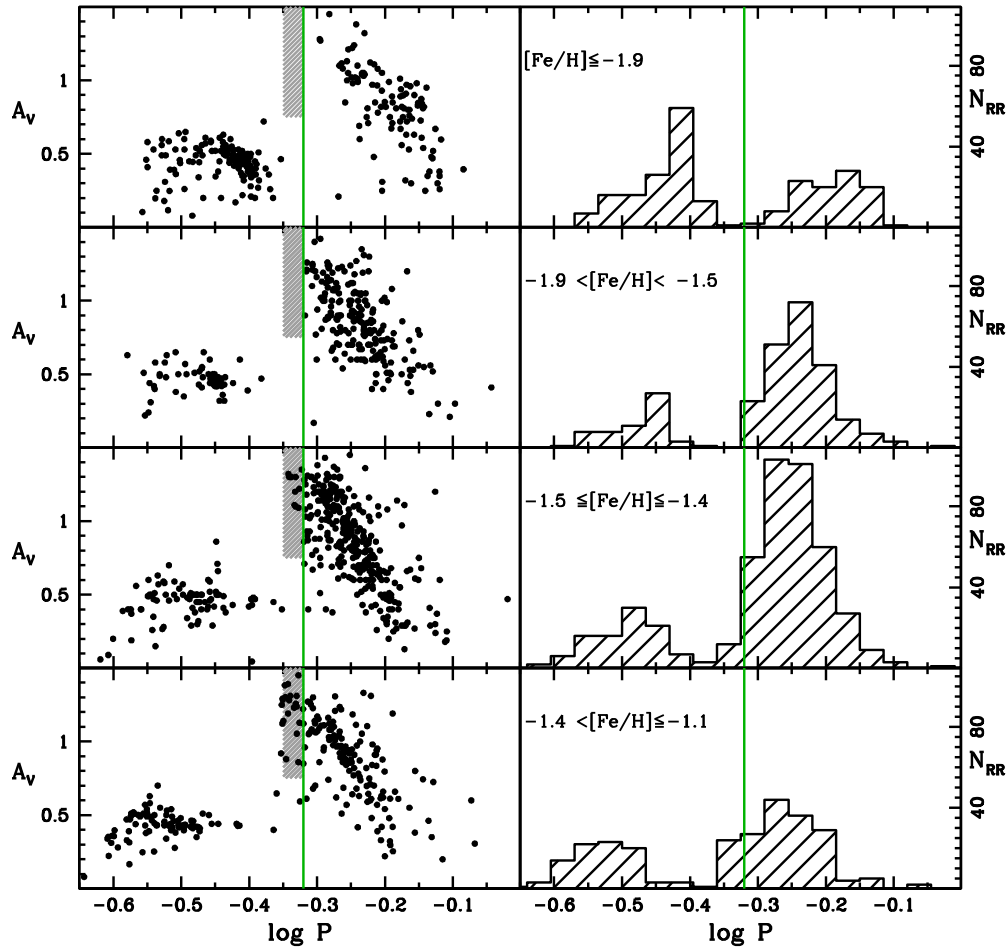 [Fe/H]≦−1.9
1
0.5
A_V
80
40
N_RR
−1.9 <[Fe/H]< −1.5
1
0.5
A_V
80
40
N_RR
−1.5 ≦[Fe/H]≦−1.4
1
0.5
A_V
80
40
N_RR
−1.4 <[Fe/H]≦−1.1
1
0.5
A_V
80
40
N_RR
−0.6 −0.5 −0.4 −0.3 −0.2 −0.1 −0.6 −0.5 −0.4 −0.3 −0.2 −0.1
log P log P